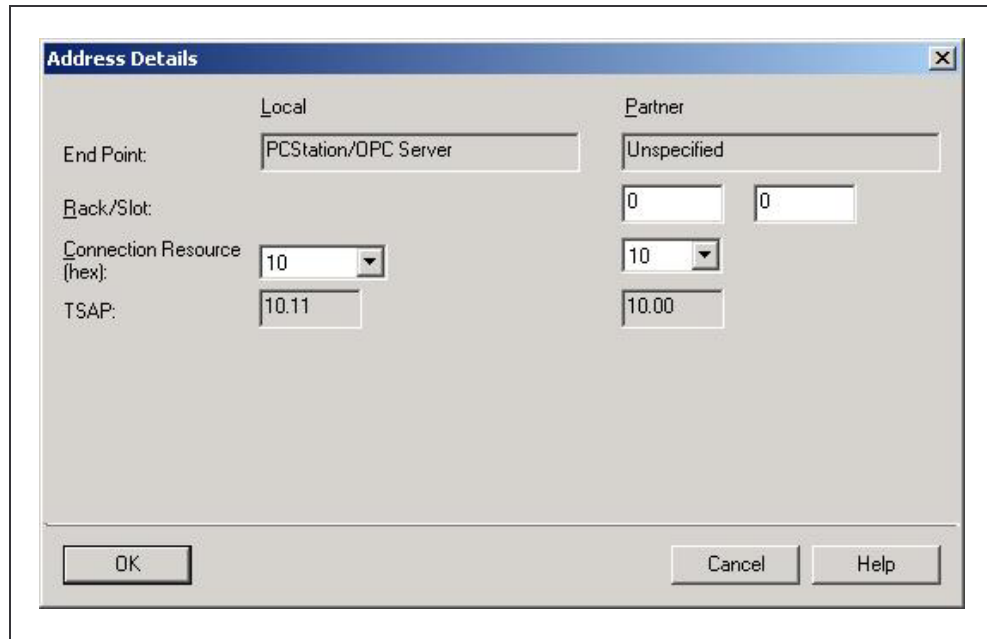 Address Details
Local Partner
End Point: PCStation/OPC Server Unspecified
Rack/Slot: 0 0
Connection Resource
(hex): 10 10
TSAP: 10.11 10.00
OK Cancel Help